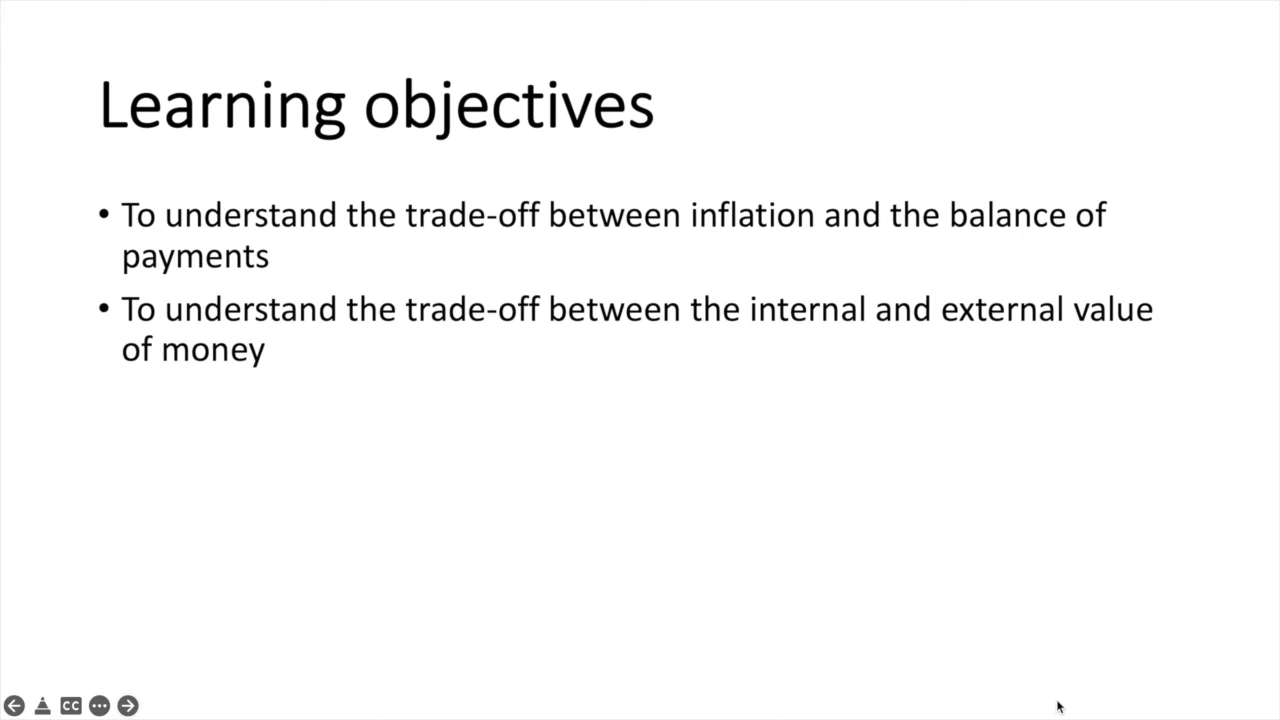 Learning objectives
• To understand the trade-off between inflation and the balance of
payments
• To understand the trade-off between the internal and external value
of money
CC